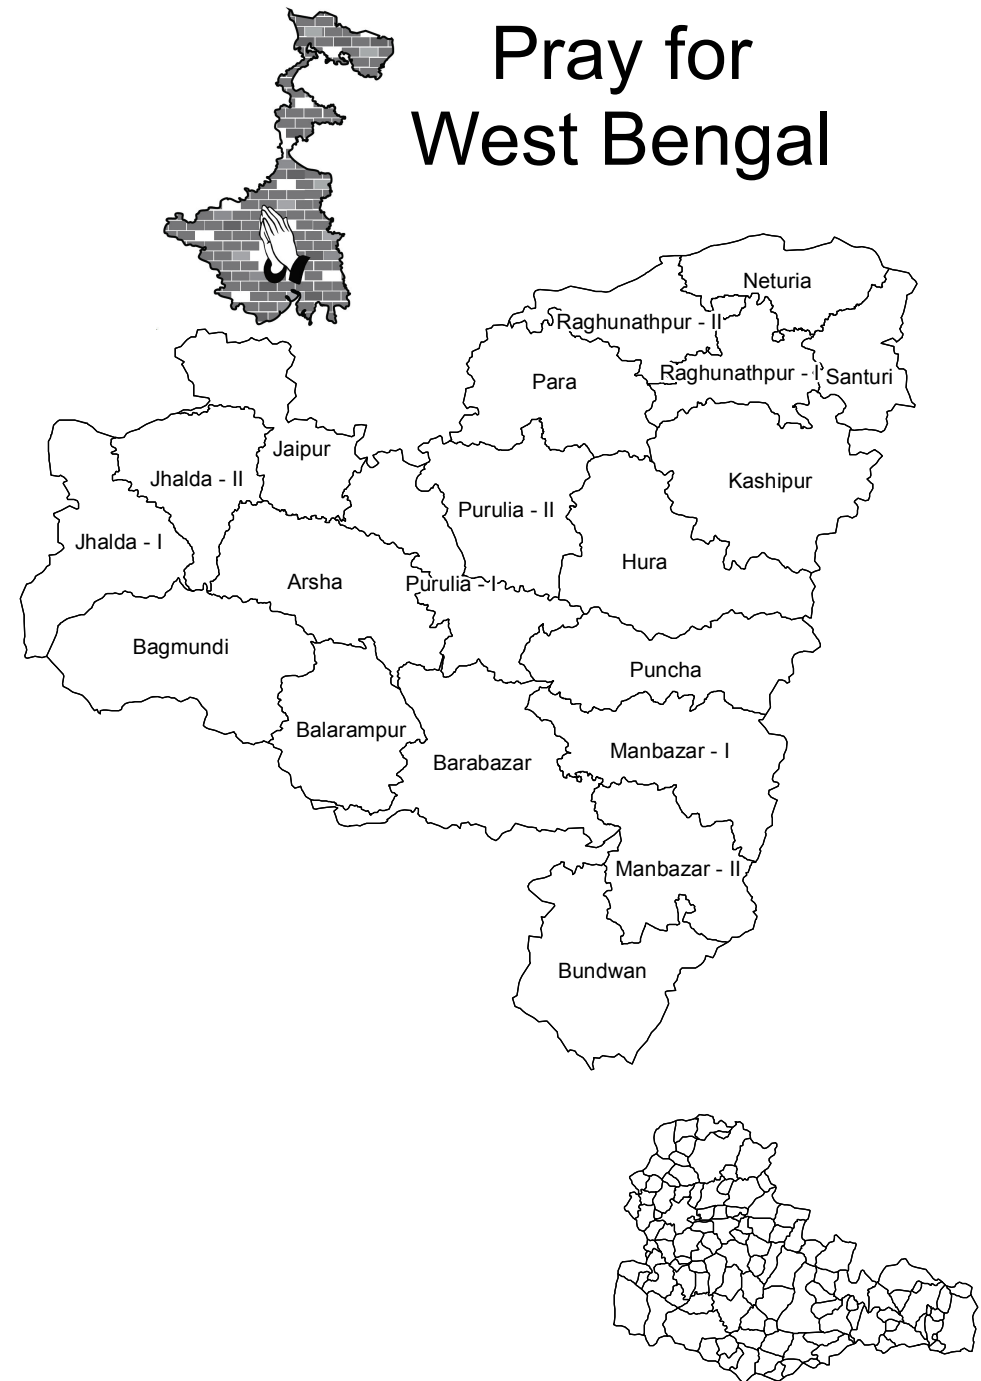 Pray for
West Bengal
Neturia
Raghunathpur - II
Raghunathpur - I
Santuri
Para
Jaipur
Jhalda - II
Kashipur
Purulia - II
Jhalda - I
Hura
Arsha
Purulia - I
Bagmundi
Puncha
Balarampur
Manbazar - I
Barabazar
Manbazar - II
Bundwan